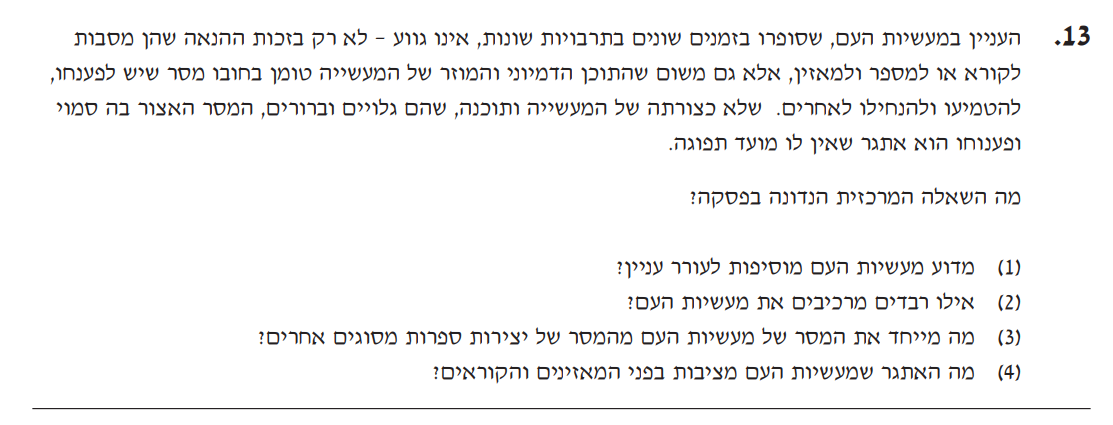 13. העניין במעשיות העם, שסופרו בזמנים שונים בתרבויות שונות, אינו גווע – לא רק בזכות ההנאה שהן מסבות
לקורא או למספר ולמאזין, אלא גם משום שהתוכן הדמיוני והמוזר של המעשייה טומן בחובו מסר שיש לפענחו,
להטמיעו ולהנחילו לאחרים. שלא כצורתה של המעשייה ותוכנה, שהם גלויים וברורים, המסר האצור בה סמוי
ופענוחו הוא אתגר שאין לו מועד תפוגה.
מה השאלה המרכזית הנדונה בפסקה?
(1) מדוע מעשיות העם מוסיפות לעורר עניין?
(2) אילו רבדים מרכיבים את מעשיות העם?
(3) מה מייחד את המסר של מעשיות העם מהמסר של יצירות ספרות מסוגים אחרים?
(4) מה האתגר שמעשיות העם מציבות בפני המאזינים והקוראים?